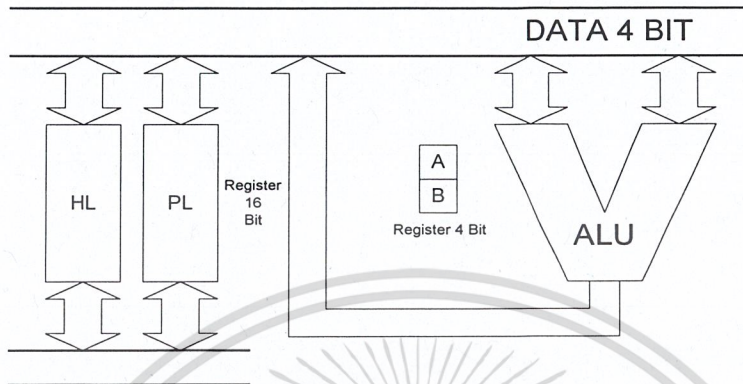 DATA 4 BIT
HL
PL
Register
16
Bit
A
B
Register 4 Bit
ALU